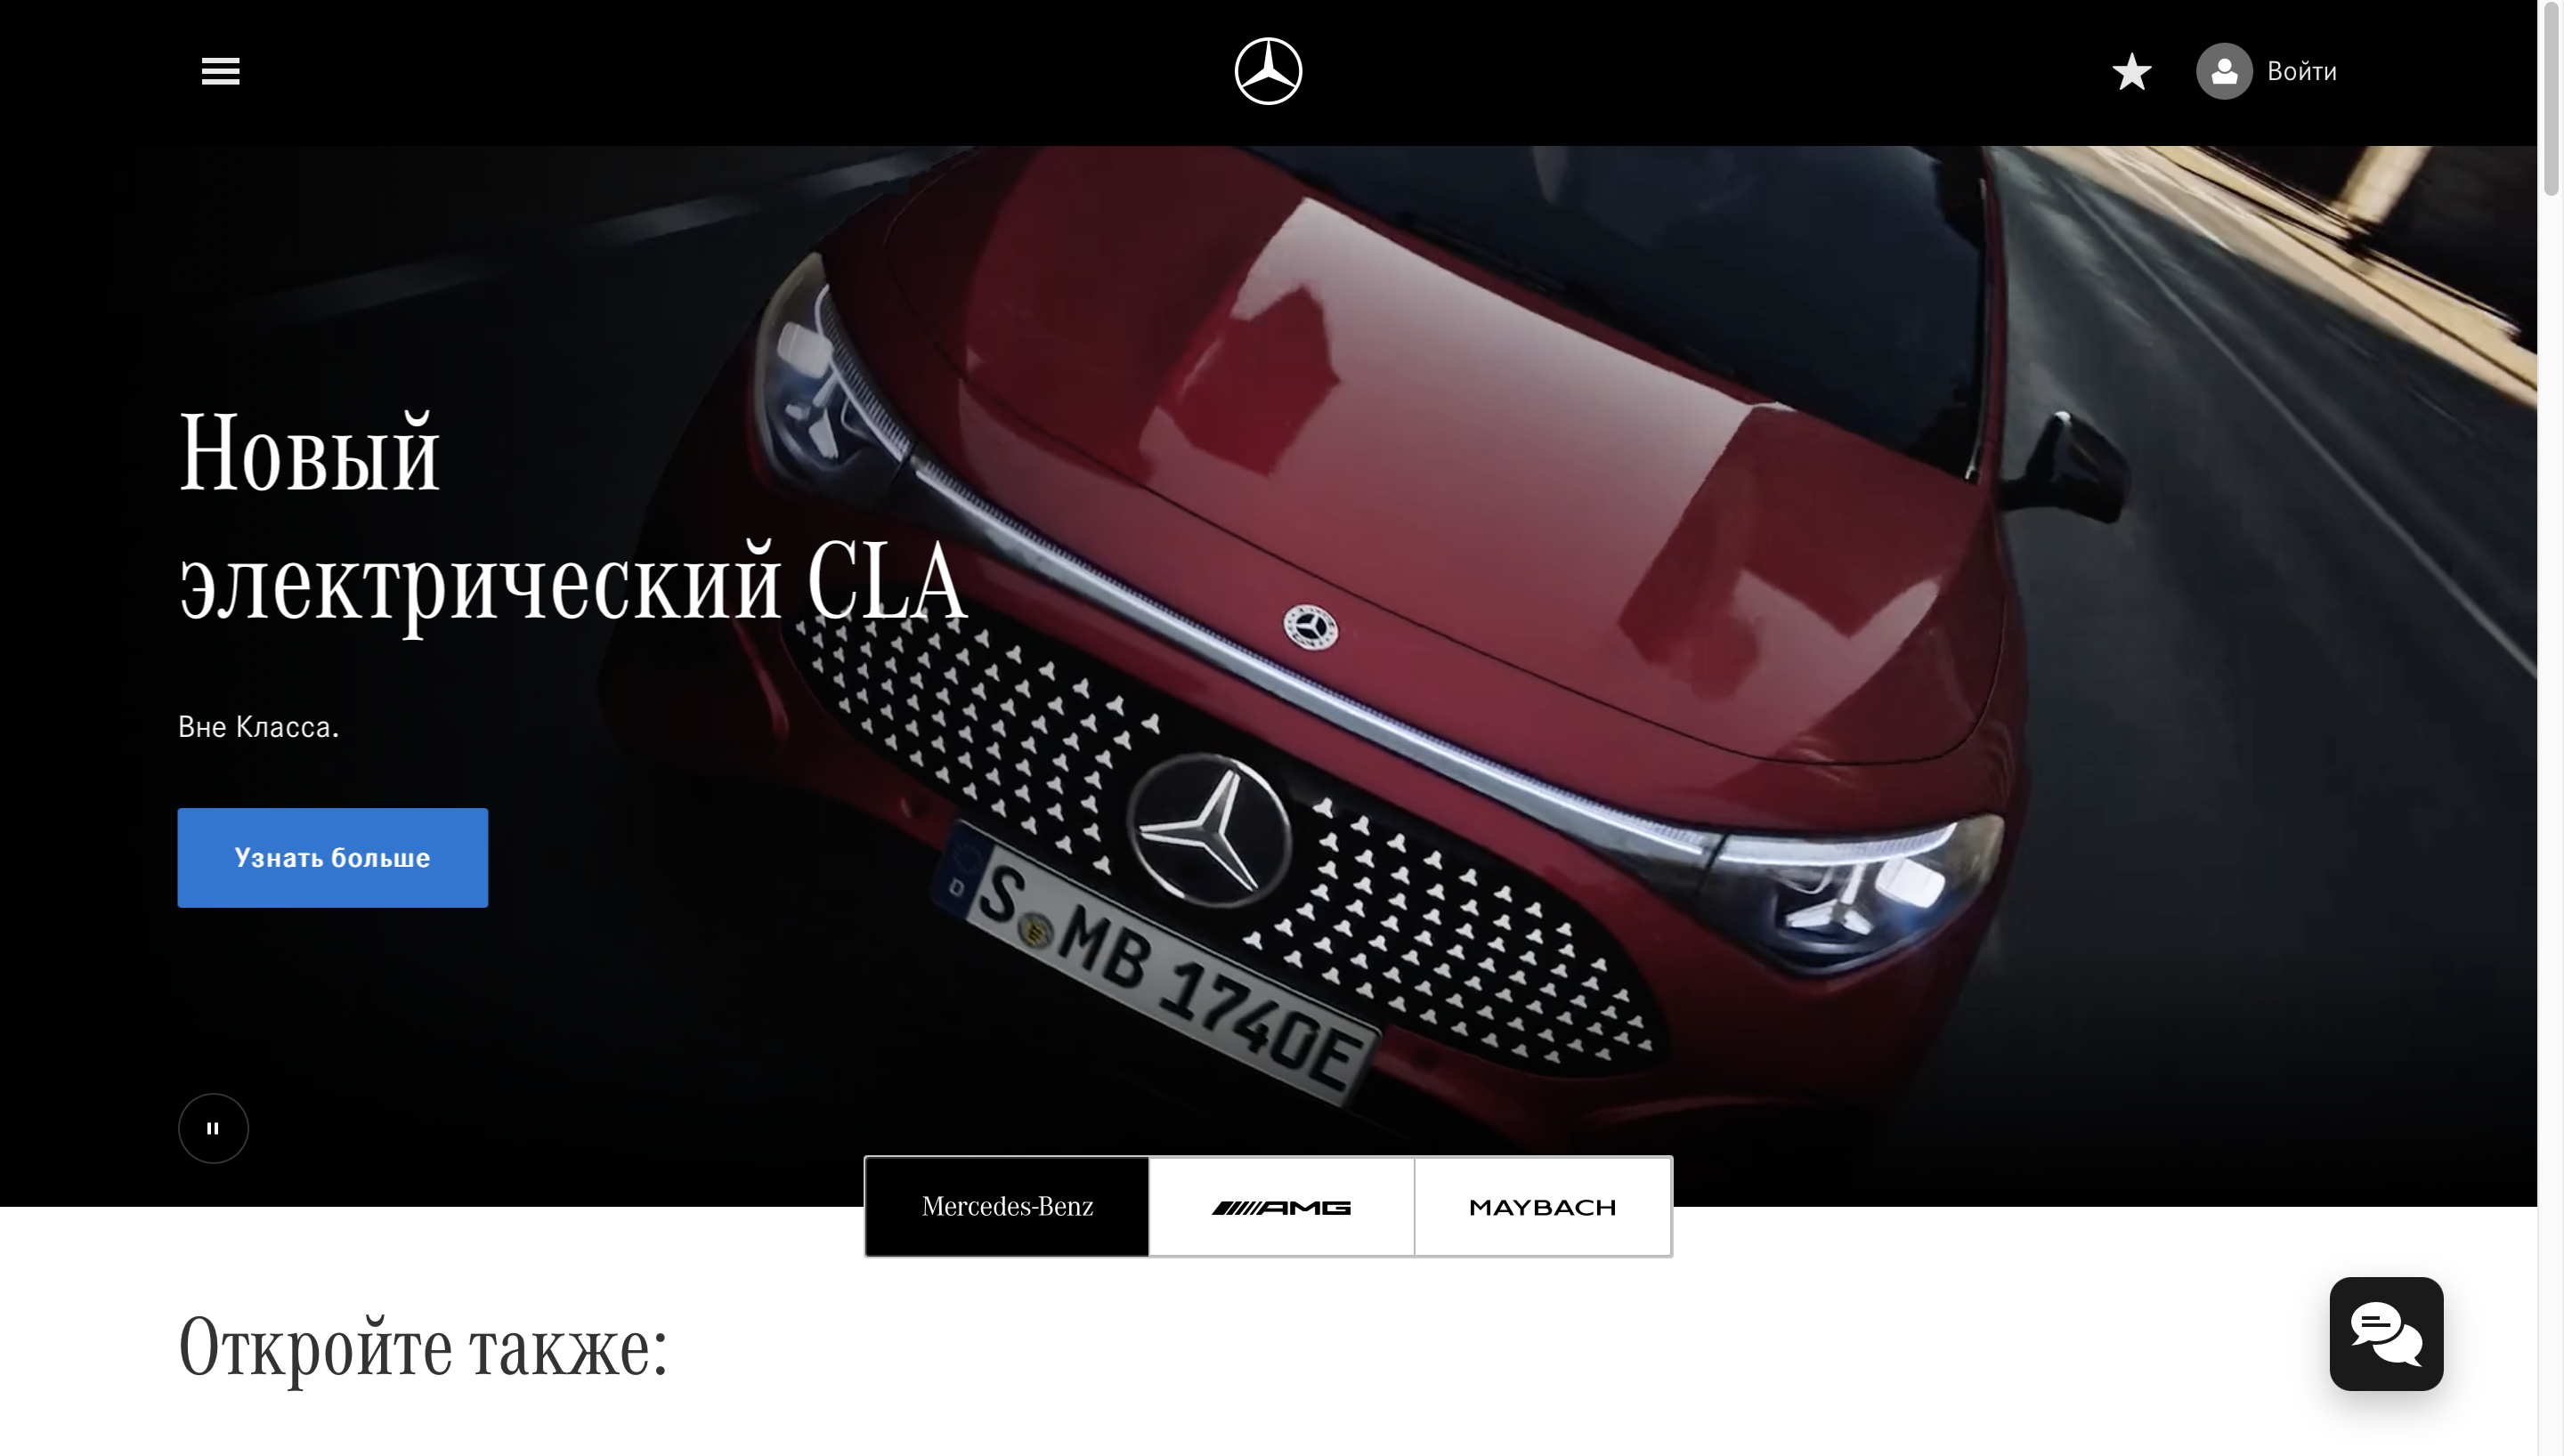 Войти
Новый
электрический CLA
Вне Класса.
Узнать больше
D
S MB 1740E
Mercedes-Benz
AMG
MAYBACH
Откройте также: